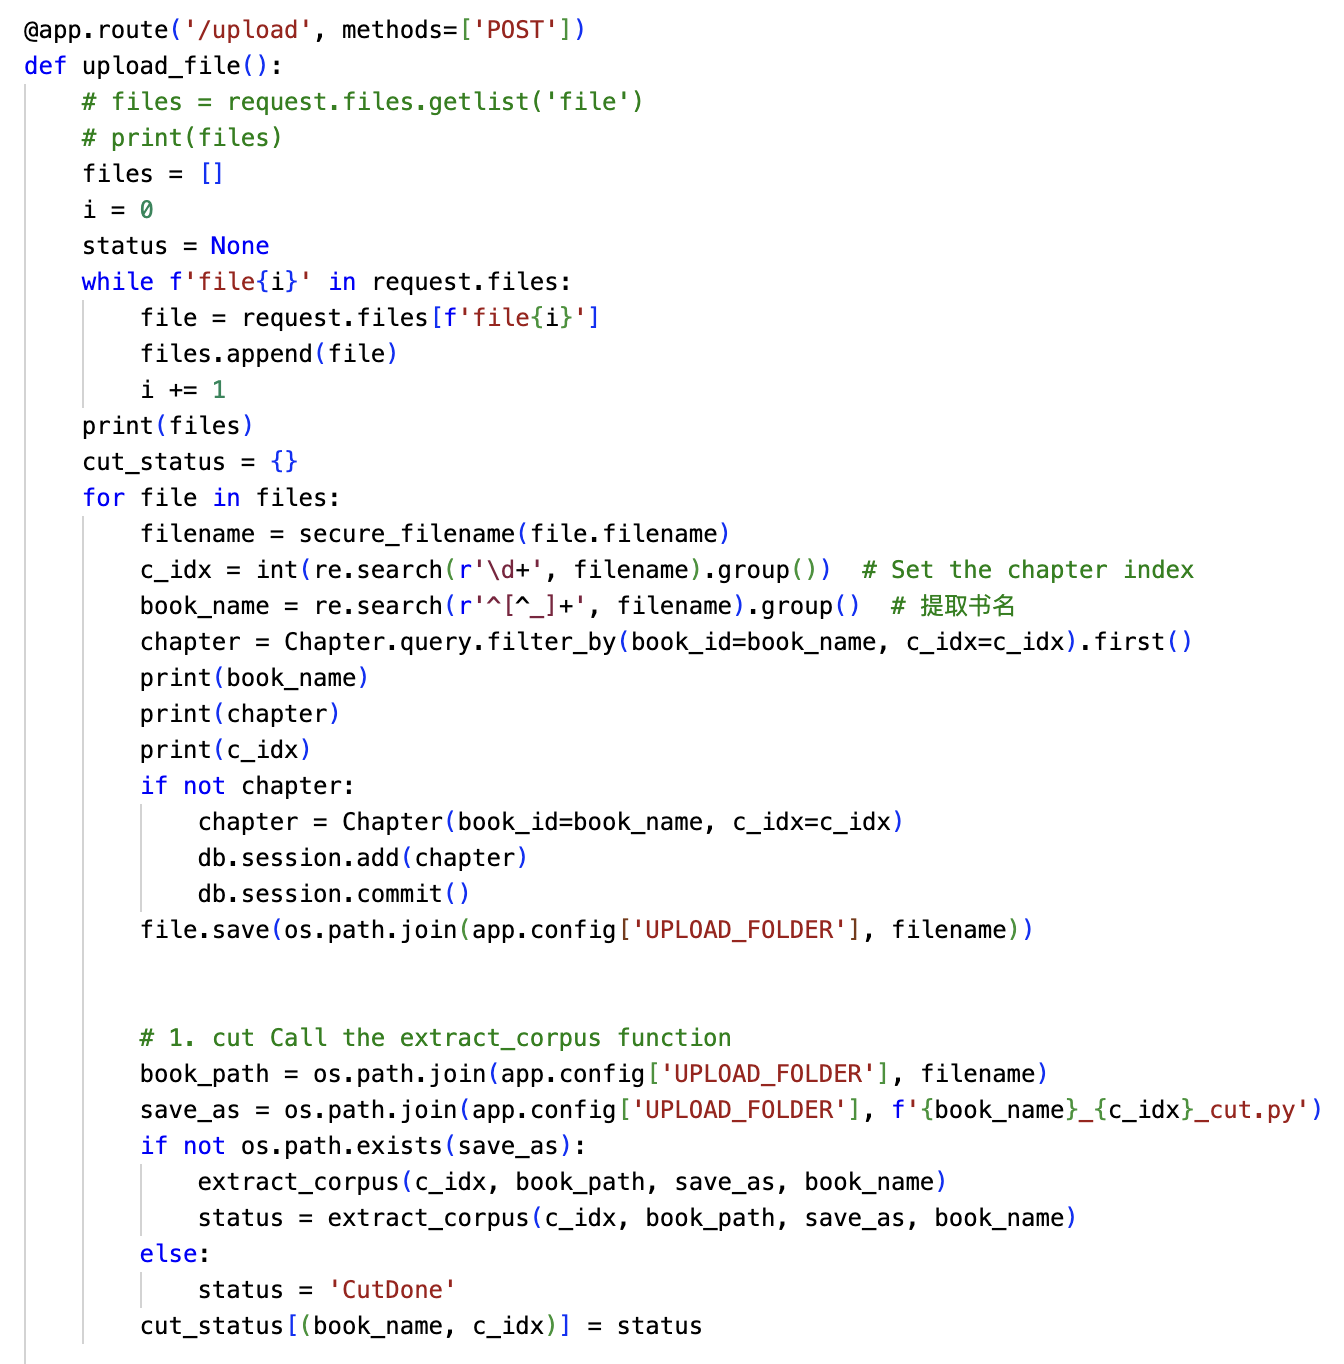 @app.route('/upload', methods=['POST'])
def upload_file():
    # files = request.files.getlist('file')
    # print(files)
    files = []
    i = 0
    status = None
    while f'file{i}' in request.files:
        file = request.files[f'file{i}']
        files.append(file)
        i += 1
    print(files)
    cut_status = {}
    for file in files:
        filename = secure_filename(file.filename)
        c_idx = int(re.search(r'\d+', filename).group())  # Set the chapter index
        book_name = re.search(r'^[^_]+', filename).group()  # 提取书名
        chapter = Chapter.query.filter_by(book_id=book_name, c_idx=c_idx).first()
        print(book_name)
        print(chapter)
        print(c_idx)
        if not chapter:
            chapter = Chapter(book_id=book_name, c_idx=c_idx)
            db.session.add(chapter)
            db.session.commit()
        file.save(os.path.join(app.config['UPLOAD_FOLDER'], filename))
        # 1. cut Call the extract_corpus function
        book_path = os.path.join(app.config['UPLOAD_FOLDER'], filename)
        save_as = os.path.join(app.config['UPLOAD_FOLDER'], f'{book_name}_{c_idx}_cut.py')
        if not os.path.exists(save_as):
            extract_corpus(c_idx, book_path, save_as, book_name)
            status = extract_corpus(c_idx, book_path, save_as, book_name)
        else:
            status = 'CutDone'
        cut_status[(book_name, c_idx)] = status